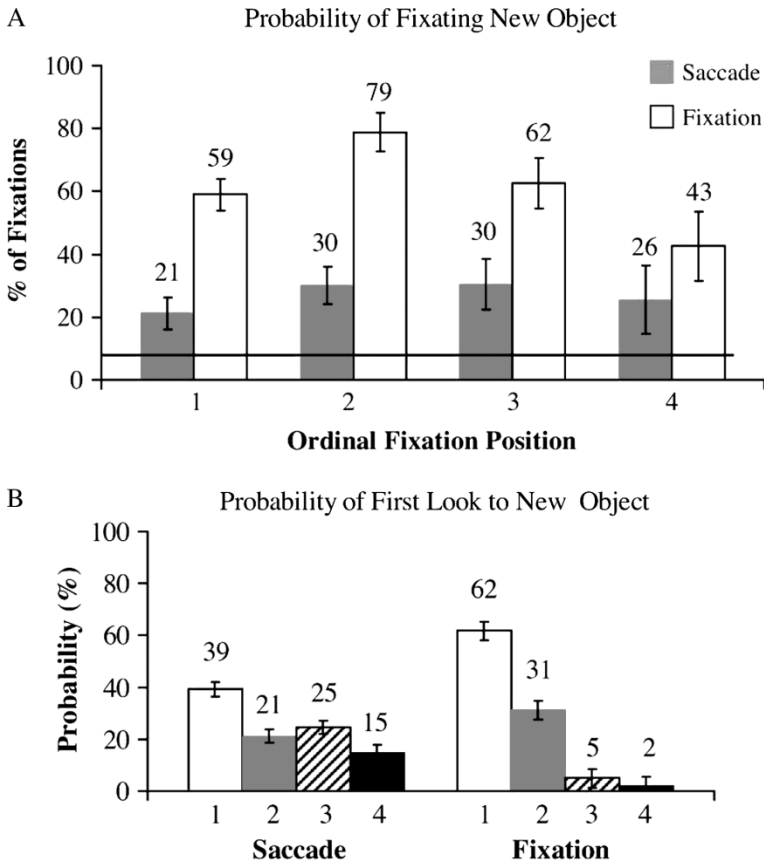 A
Probability of Fixating New Object
Saccade
Fixation
% of Fixations
100
80
60
40
20
0
21
59
30
79
30
62
26
43
1 2 3 4
Ordinal Fixation Position
B
Probability of First Look to New Object
Probability (%)
100
80
60
40
20
0
39
21
25
15
62
31
5
2
1 2 3 4 1 2 3 4
Saccade Fixation